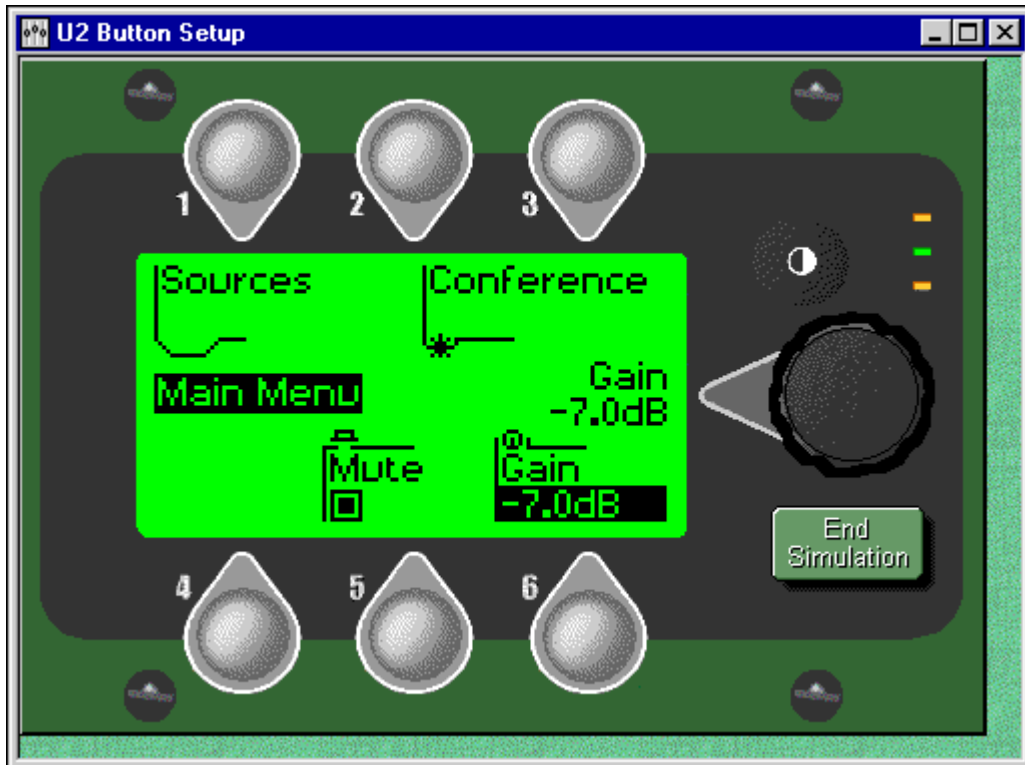 U2 Button Setup
1 2 3
Sources Conference
Main Menu
Gain
-7.0dB
Mute Gain
-7.0dB
End
Simulation
4 5 6